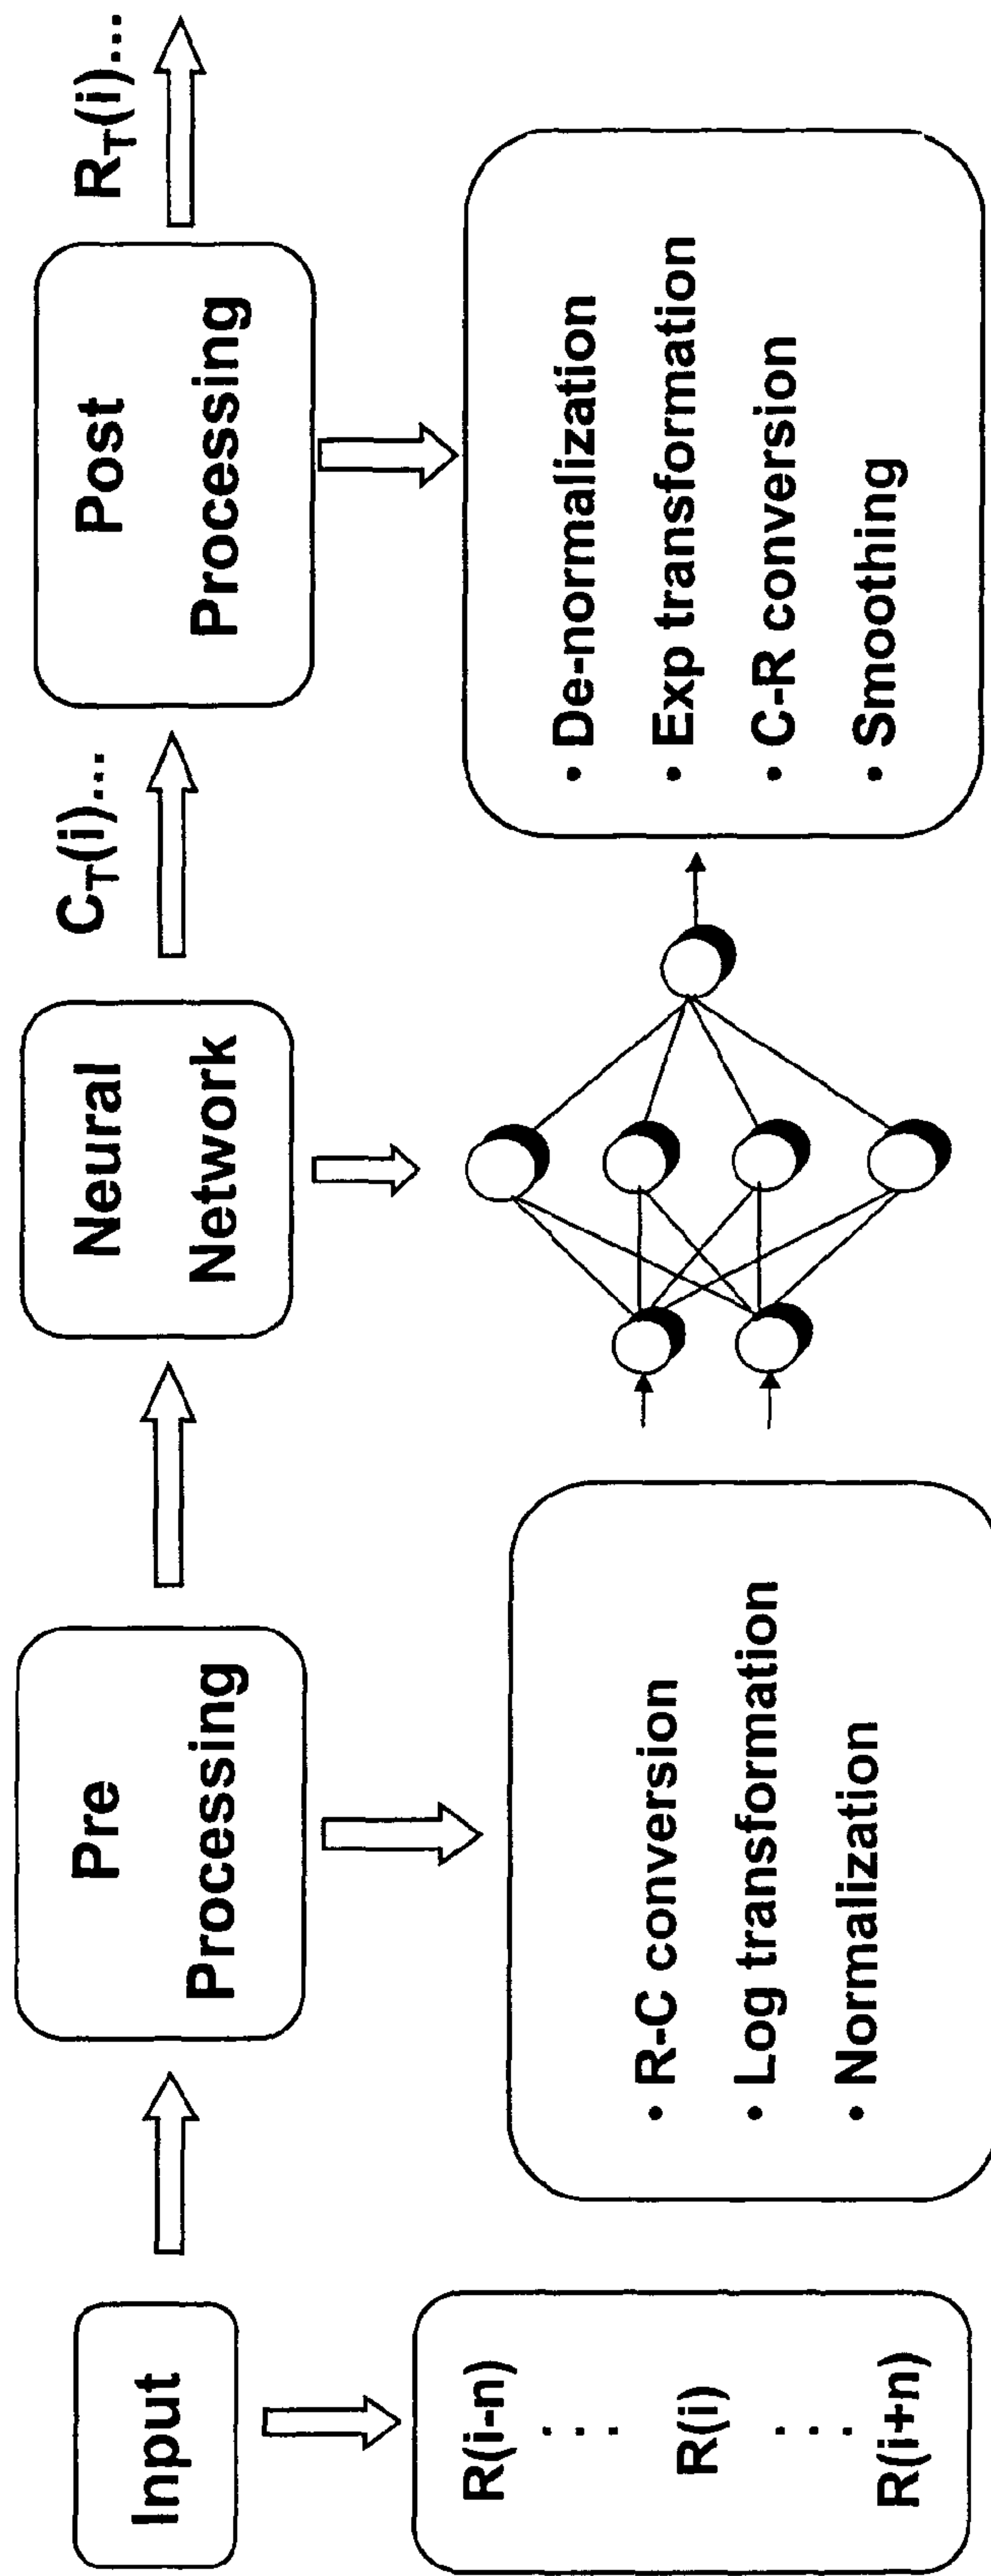 Input
Pre
Processing
Neural
Network
C_T(i)...
Post
Processing
R_T(i)...
R(i-n)
⋮
R(i)
⋮
R(i+n)
• R-C conversion
• Log transformation
• Normalization
• De-normalization
• Exp transformation
• C-R conversion
• Smoothing